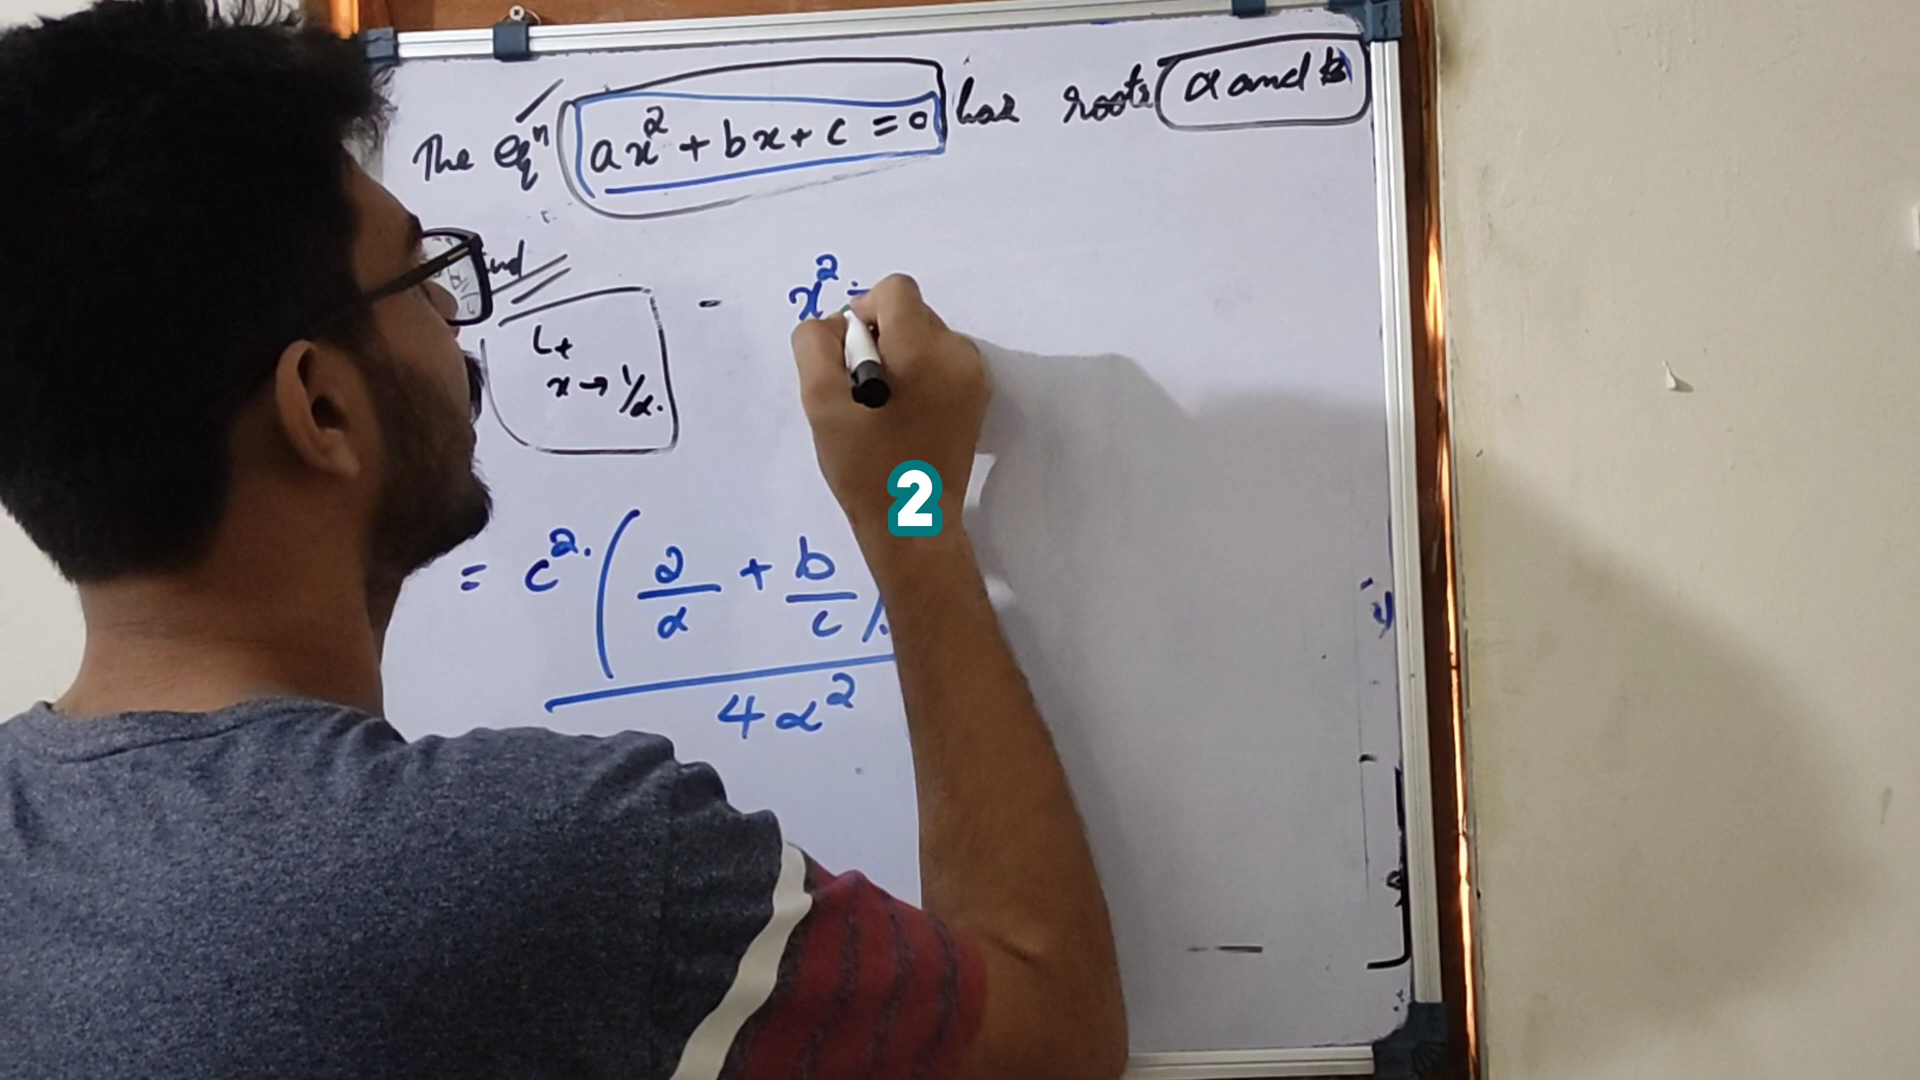 The eqn ax² + bx + c = 0 has roots α and
Lt
x → 1/α.
- x²
2
= c². ( 2/α + b/c
4α²